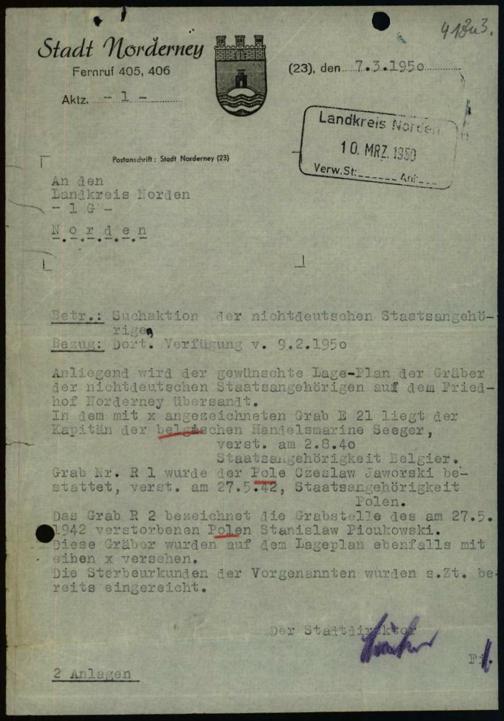 Stadt Norderney
Fernruf 405, 406
Aktz. - 1 -
(23), den 7.3.1950
Landkreis Norden
10. MRZ. 1950
Verw.St: Anl:
Postanschrift: Stadt Norderney (23)
An den
Landkreis Norden
- 1 G -
N o r d e n
Betr.: Suchaktion der nichtdeutschen Staatsangehö-
rigen
Bezug: Dort. Verfügung v. 9.2.1950
Anliegend wird der gewünschte Lage-Plan der Gräber
der nichtdeutschen Staatsangehörigen auf dem Fried-
hof Norderney übersandt.
In dem mit x angezeichneten Grab E 21 liegt der
Kapitän der belgischen Handelsmarine Seeger,
verst. am 2.8.40
Staatsangehörigkeit Belgier.
Grab Nr. R 1 wurde der Pole Czeslaw Jaworski be-
stattet, verst. am 27.5.42, Staatsangehörigkeit
Polen.
Das Grab R 2 bezeichnet die Grabstelle des am 27.5.
1942 verstorbenen Polen Stanislaw Pioukowski.
Diese Gräber wurden auf dem Lageplan ebenfalls mit
einen x versehen.
Die Sterbeurkunden der Vorgenannten wurden s.Zt. be-
reits eingereicht.
Der Stadtdirektor
2 Anlagen